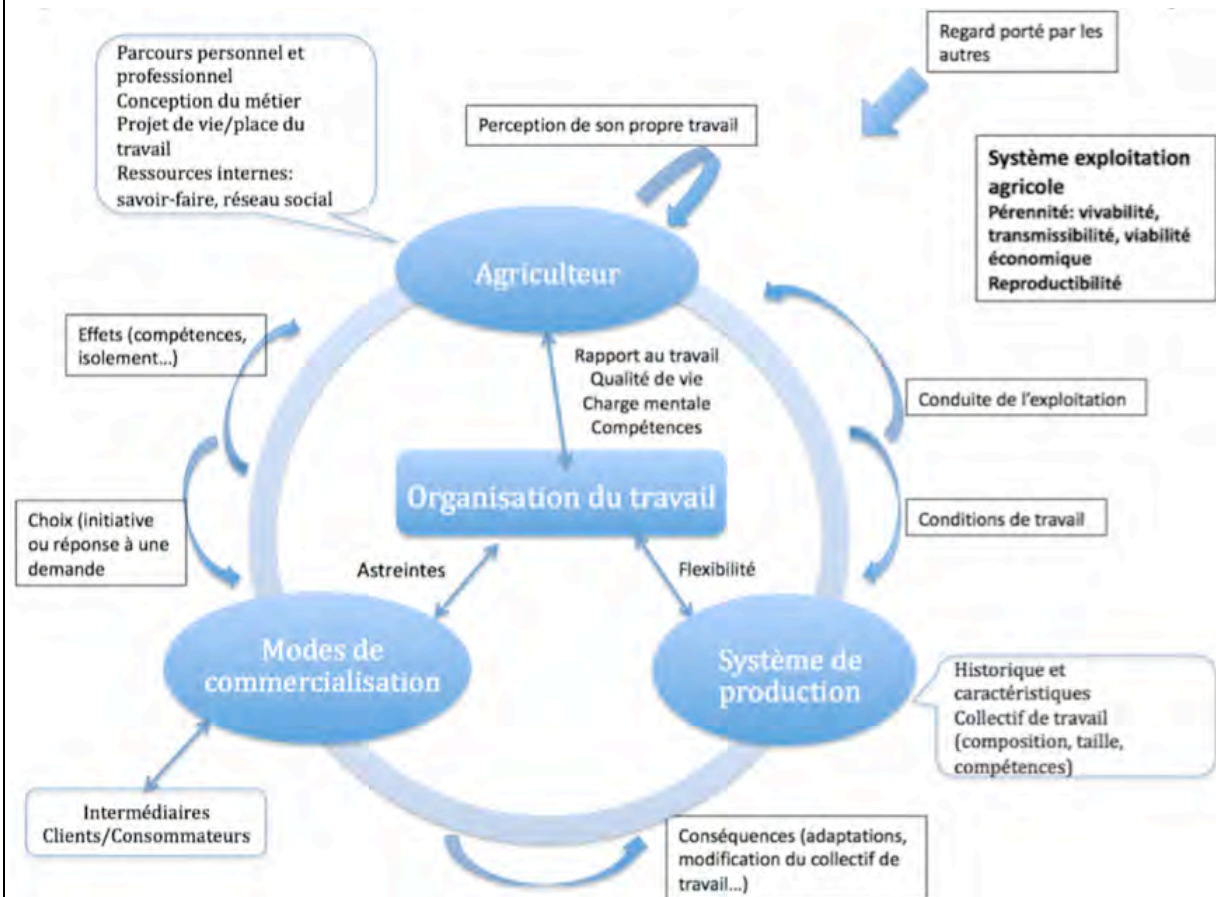 Parcours personnel et
professionnel
Conception du métier
Projet de vie/place du
travail
Ressources internes:
savoir-faire, réseau social
Regard porté par les
autres
Perception de son propre travail
Système exploitation
agricole
Pérennité: vivabilité,
transmissibilité, viabilité
économique
Reproductibilité
Agriculteur
Effets (compétences,
isolement...)
Rapport au travail
Qualité de vie
Charge mentale
Compétences
Conduite de l'exploitation
Organisation du travail
Choix (initiative
ou réponse à une
demande
Conditions de travail
Astreintes
Flexibilité
Modes de
commercialisation
Système de
production
Historique et
caractéristiques
Collectif de travail
(composition, taille,
compétences)
Intermédiaires
Clients/Consommateurs
Conséquences (adaptations,
modification du collectif de
travail...)